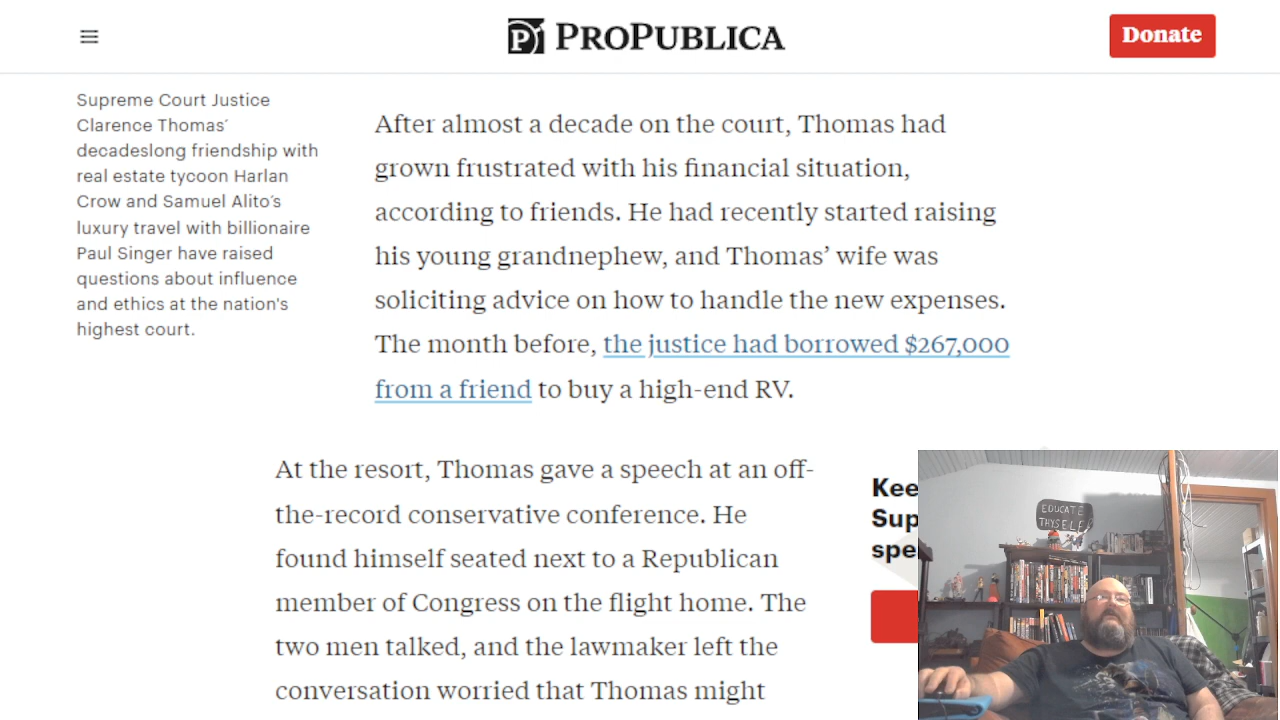 PROPUBLICA
Donate
Supreme Court Justice
Clarence Thomas´
decadeslong friendship with
real estate tycoon Harlan
Crow and Samuel Alito’s
luxury travel with billionaire
Paul Singer have raised
questions about influence
and ethics at the nation's
highest court.
After almost a decade on the court, Thomas had
grown frustrated with his financial situation,
according to friends. He had recently started raising
his young grandnephew, and Thomas’ wife was
soliciting advice on how to handle the new expenses.
The month before, the justice had borrowed $267,000
from a friend to buy a high-end RV.
At the resort, Thomas gave a speech at an off-
the-record conservative conference. He
found himself seated next to a Republican
member of Congress on the flight home. The
two men talked, and the lawmaker left the
conversation worried that Thomas might
Kee
Sup
spe
EDUCATE
THYSELF